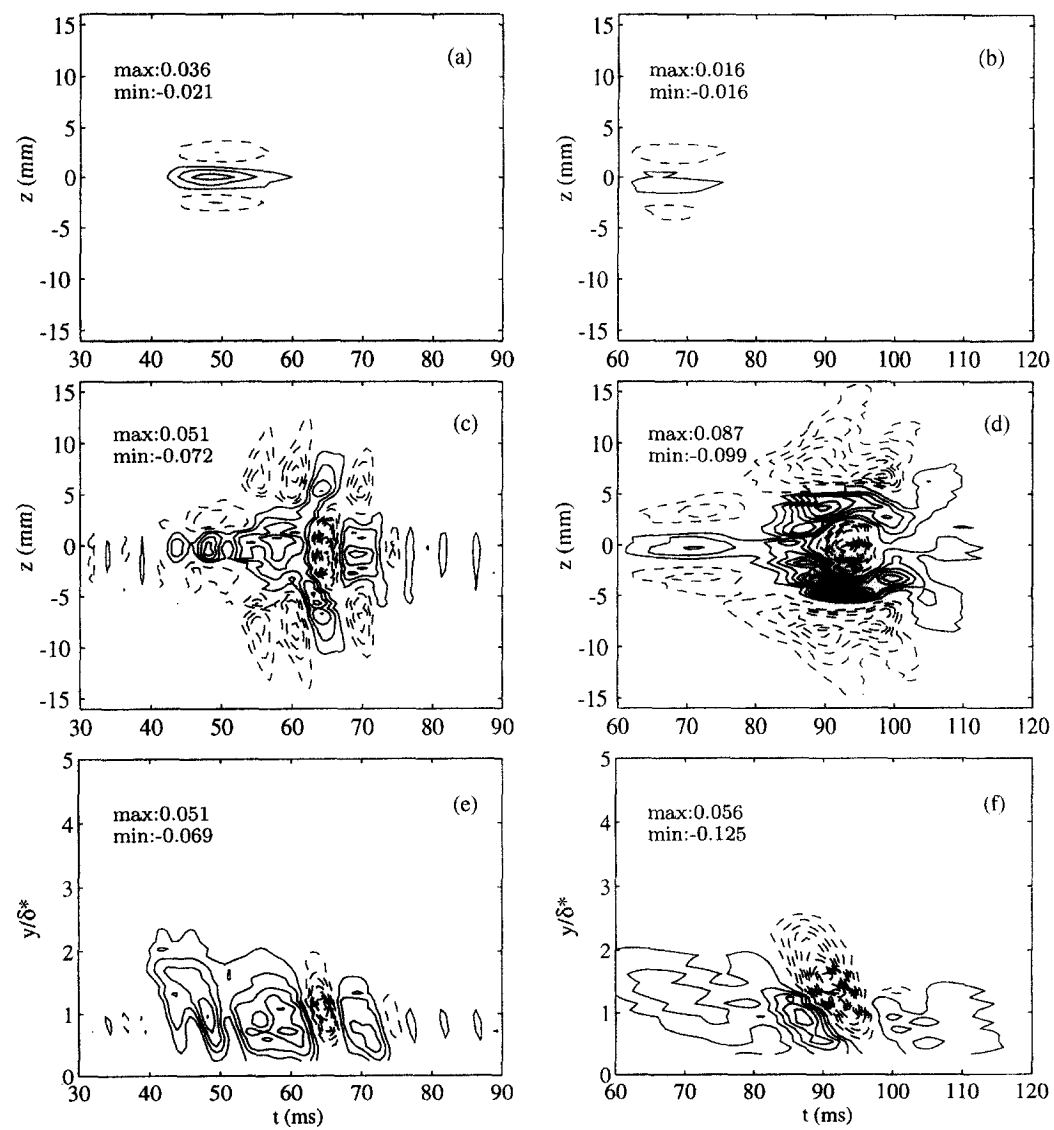 (a)
max:0.036
min:-0.021
z (mm)
15
10
5
0
-5
-10
-15
30 40 50 60 70 80 90
(b)
max:0.016
min:-0.016
z (mm)
15
10
5
0
-5
-10
-15
60 70 80 90 100 110 120
(c)
max:0.051
min:-0.072
z (mm)
15
10
5
0
-5
-10
-15
30 40 50 60 70 80 90
(d)
max:0.087
min:-0.099
z (mm)
15
10
5
0
-5
-10
-15
60 70 80 90 100 110 120
(e)
max:0.051
min:-0.069
y/δ*
5
4
3
2
1
0
30 40 50 60 70 80 90
t (ms)
(f)
max:0.056
min:-0.125
y/δ*
5
4
3
2
1
0
60 70 80 90 100 110 120
t (ms)